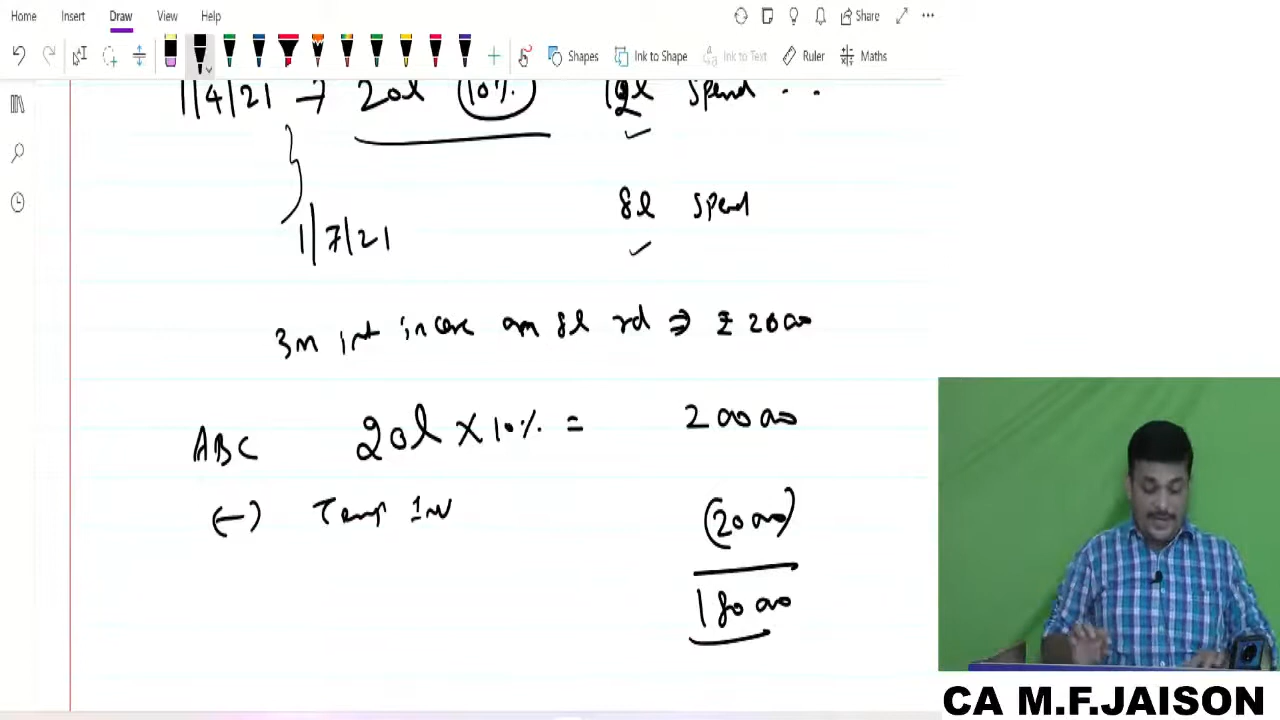 Home Insert Draw View Help Share
Shapes Ink to Shape Ink to Text Ruler Maths
1/4/21 → 20l 10% 12l spend ..
8l spend
1/7/21
3m int income on 8l rd ⇒ ₹ 20000
ABC 20l × 10% = 200000
(-) Temp Inv (20000)
180000
CA M.F.JAISON